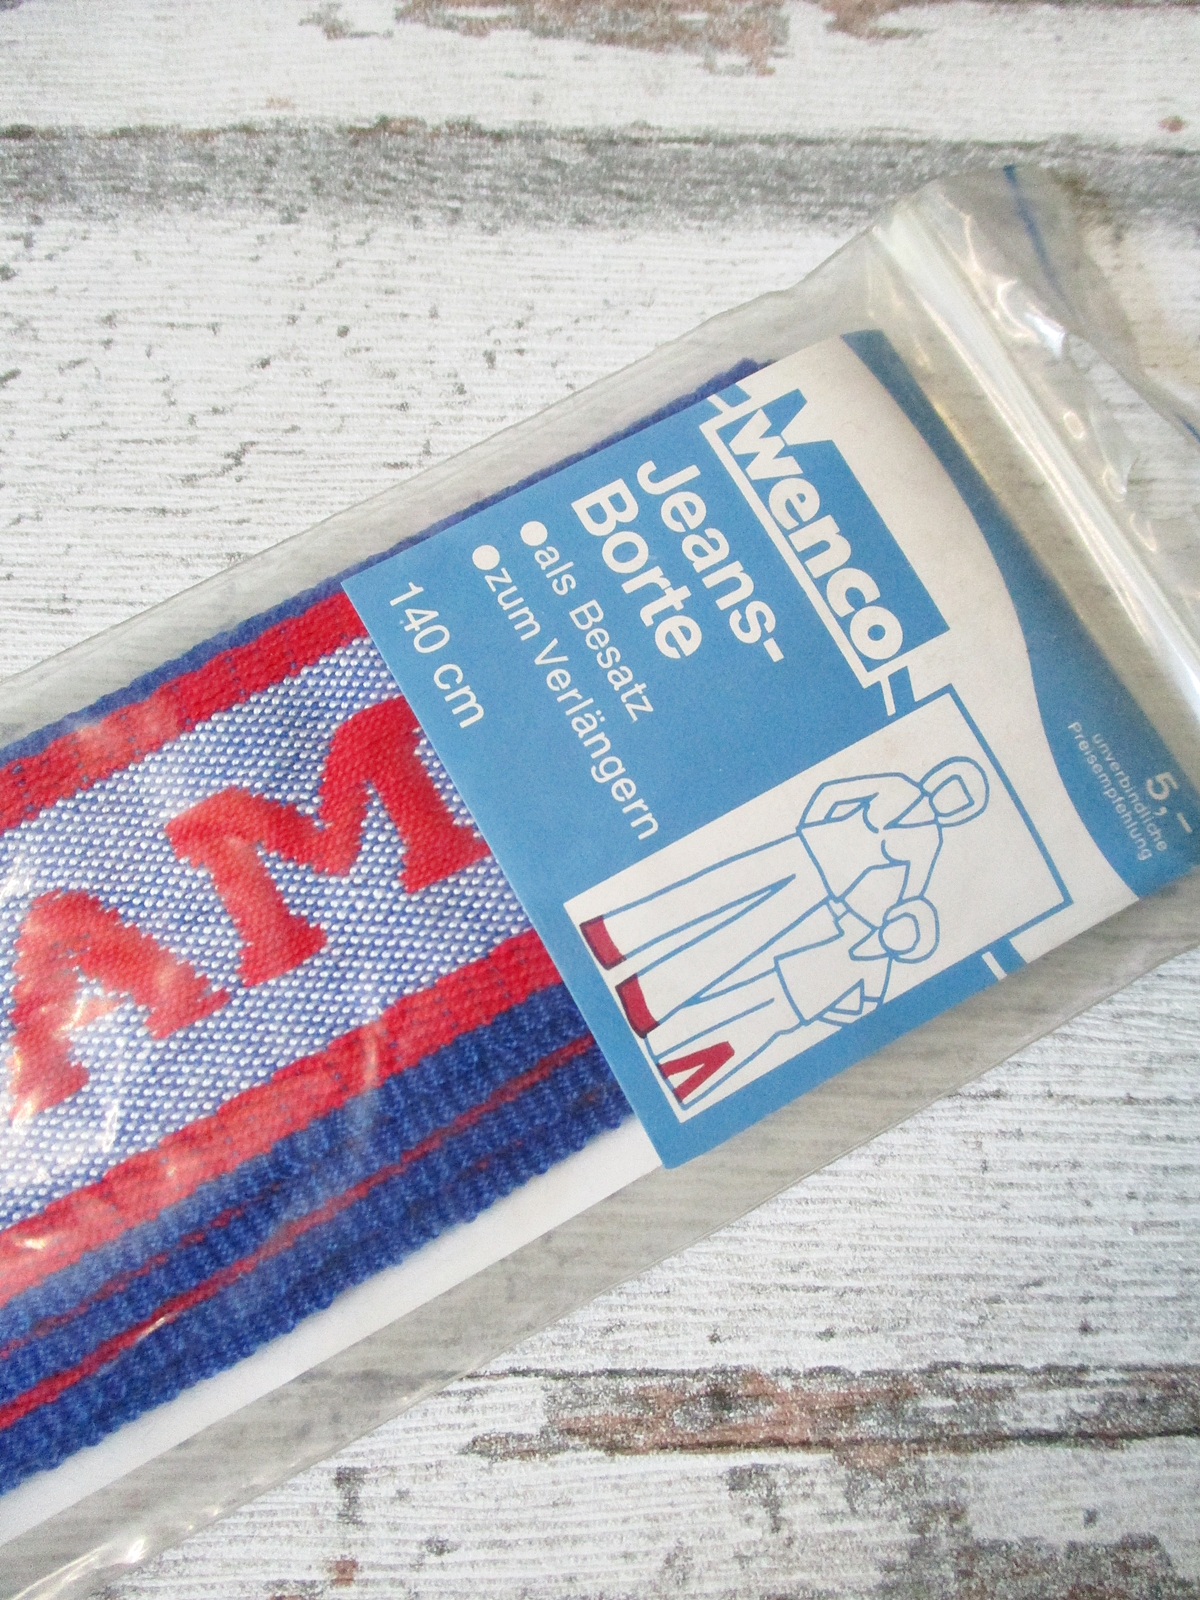 wenco
Jeans-
Borte
●als Besatz
●zum Verlängern
140 cm
5,–
unverbindliche
Preisempfehlung
AM